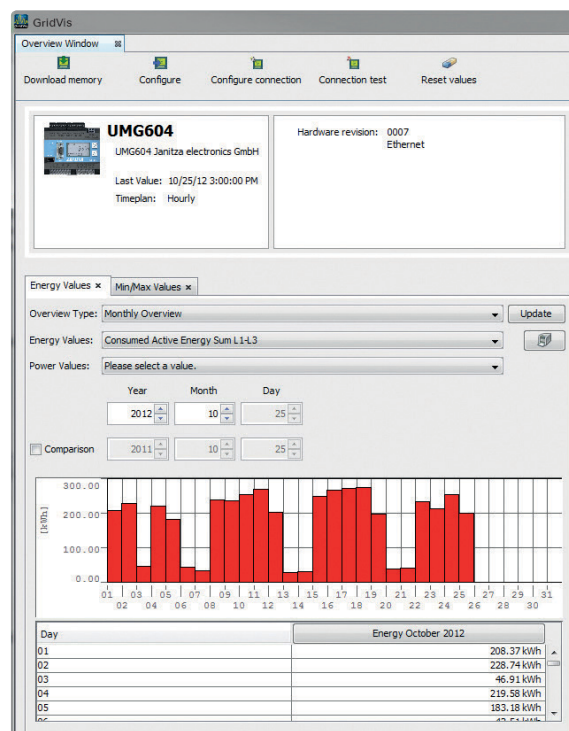 GridVis
Overview Window
Download memory Configure Configure connection Connection test Reset values
UMG604
UMG604 Janitza electronics GmbH
Last Value: 10/25/12 3:00:00 PM
Timeplan: Hourly
Hardware revision: 0007
Ethernet
Energy Values Min/Max Values
Overview Type: Monthly Overview Update
Energy Values: Consumed Active Energy Sum L1-L3
Power Values: Please select a value.
Year Month Day
2012 10 25
Comparison 2011 10 25
300.00
[kWh]
200.00
100.00
0.00
01 03 05 07 09 11 13 15 17 19 21 23 25 27 29 31
02 04 06 08 10 12 14 16 18 20 22 24 26 28 30
Day Energy October 2012
01 208.37 kWh
02 228.74 kWh
03 46.91 kWh
04 219.58 kWh
05 183.18 kWh